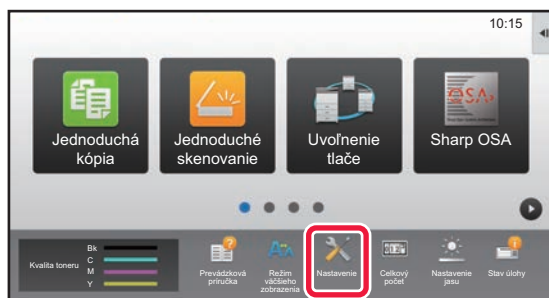 10:15
Jednoduchá
kópia
Jednoduché
skenovanie
Uvoľnenie
tlače
OSA
Sharp OSA
Kvalita toneru
Bk
C
M
Y
Prevádzková
príručka
Režim
väčšieho
zobrazenia
Nastavenie
Celkový
počet
Nastavenie
jasu
Stav úlohy